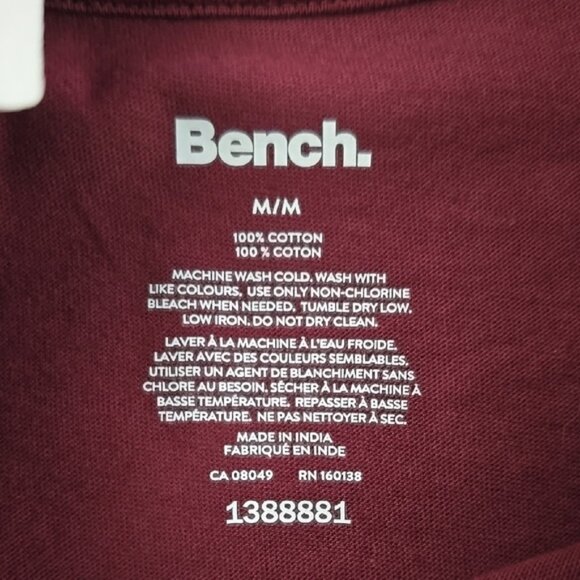 Bench.
M/M
100% COTTON
100 % COTON
MACHINE WASH COLD. WASH WITH
LIKE COLOURS. USE ONLY NON-CHLORINE
BLEACH WHEN NEEDED. TUMBLE DRY LOW.
LOW IRON. DO NOT DRY CLEAN.
LAVER À LA MACHINE À L'EAU FROIDE.
LAVER AVEC DES COULEURS SEMBLABLES.
UTILISER UN AGENT DE BLANCHIMENT SANS
CHLORE AU BESOIN. SÉCHER À LA MACHINE À
BASSE TEMPÉRATURE. REPASSER À BASSE
TEMPÉRATURE. NE PAS NETTOYER À SEC.
MADE IN INDIA
FABRIQUÉ EN INDE
CA 08049 RN 160138
1388881